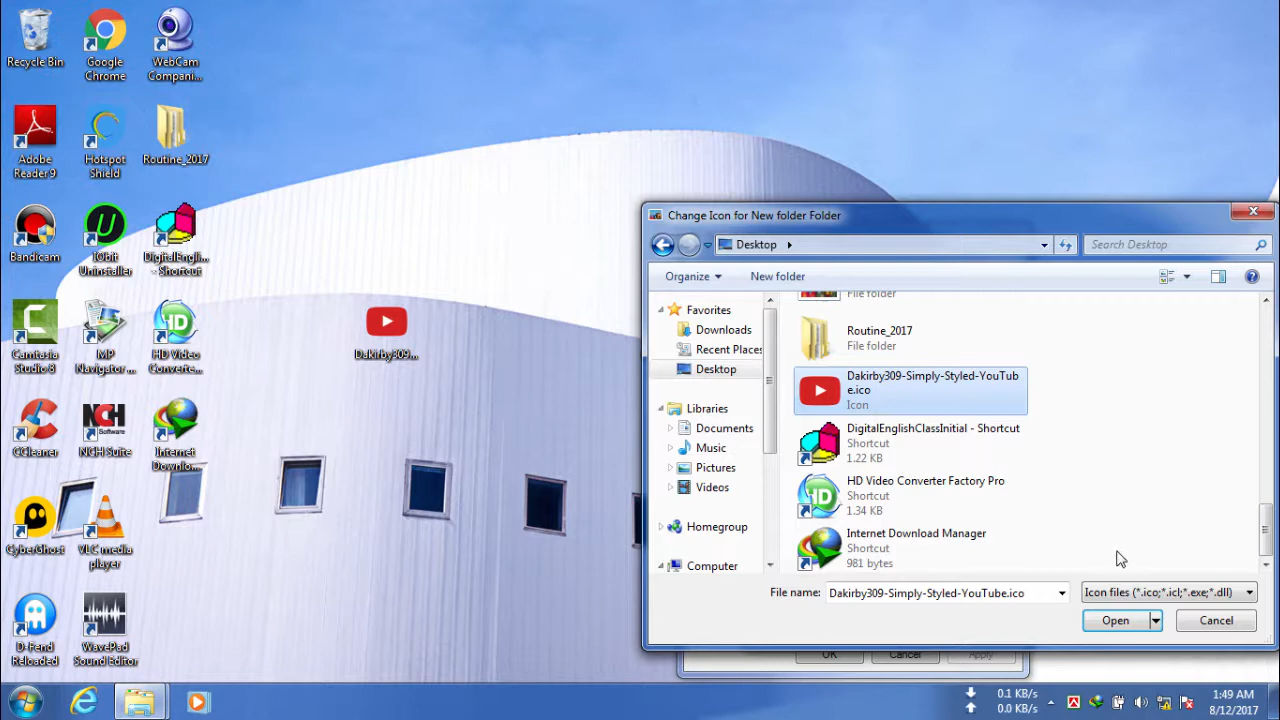 Recycle Bin
Google
Chrome
WebCam
Compani...
Adobe
Reader 9
Hotspot
Shield
Routine_2017
Bandicam
IObit
Uninstaller
DigitalEngli...
- Shortcut
Camtasia
Studio 8
MP
Navigator ...
HD Video
Converte...
CCleaner
NCH
Software
NCH Suite
Internet
Downlo...
CyberGhost
VLC media
player
D-Fend
Reloaded
WavePad
Sound Editor
Dakirby309...
Change Icon for New folder Folder
Desktop
Search Desktop
Organize
New folder
Favorites
Downloads
Recent Places
Desktop
Libraries
Documents
Music
Pictures
Videos
Homegroup
Computer
File folder
Routine_2017
File folder
Dakirby309-Simply-Styled-YouTub
e.ico
Icon
DigitalEnglishClassInitial - Shortcut
Shortcut
1.22 KB
HD Video Converter Factory Pro
Shortcut
1.34 KB
Internet Download Manager
Shortcut
981 bytes
File name:
Dakirby309-Simply-Styled-YouTube.ico
Icon files (*.ico;*.icl;*.exe;*.dll)
Open
Cancel
OK
Cancel
Apply
0.1 KB/s
0.0 KB/s
1:49 AM
8/12/2017